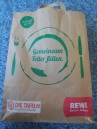 Gemeinsam
Teller füllen.
DIE TAFELN
REWE